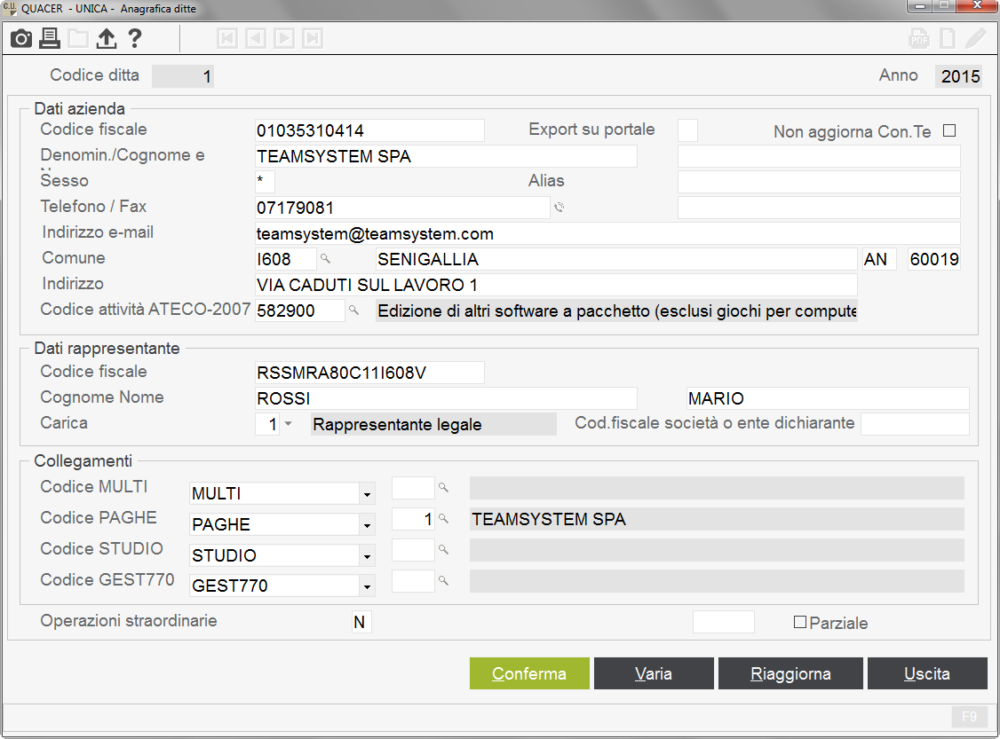 C.U. QUACER - UNICA - Anagrafica ditte
PDF
Codice ditta 1 Anno 2015
Dati azienda
Codice fiscale 01035310414 Export su portale Non aggiorna Con.Te
Denomin./Cognome e TEAMSYSTEM SPA
Sesso * Alias
Telefono / Fax 07179081
Indirizzo e-mail teamsystem@teamsystem.com
Comune I608 SENIGALLIA AN 60019
Indirizzo VIA CADUTI SUL LAVORO 1
Codice attività ATECO-2007 582900 Edizione di altri software a pacchetto (esclusi giochi per compute
Dati rappresentante
Codice fiscale RSSMRA80C11I608V
Cognome Nome ROSSI MARIO
Carica 1 Rappresentante legale Cod.fiscale società o ente dichiarante
Collegamenti
Codice MULTI MULTI
Codice PAGHE PAGHE 1 TEAMSYSTEM SPA
Codice STUDIO STUDIO
Codice GEST770 GEST770
Operazioni straordinarie N Parziale
Conferma Varia Riaggiorna Uscita
F9